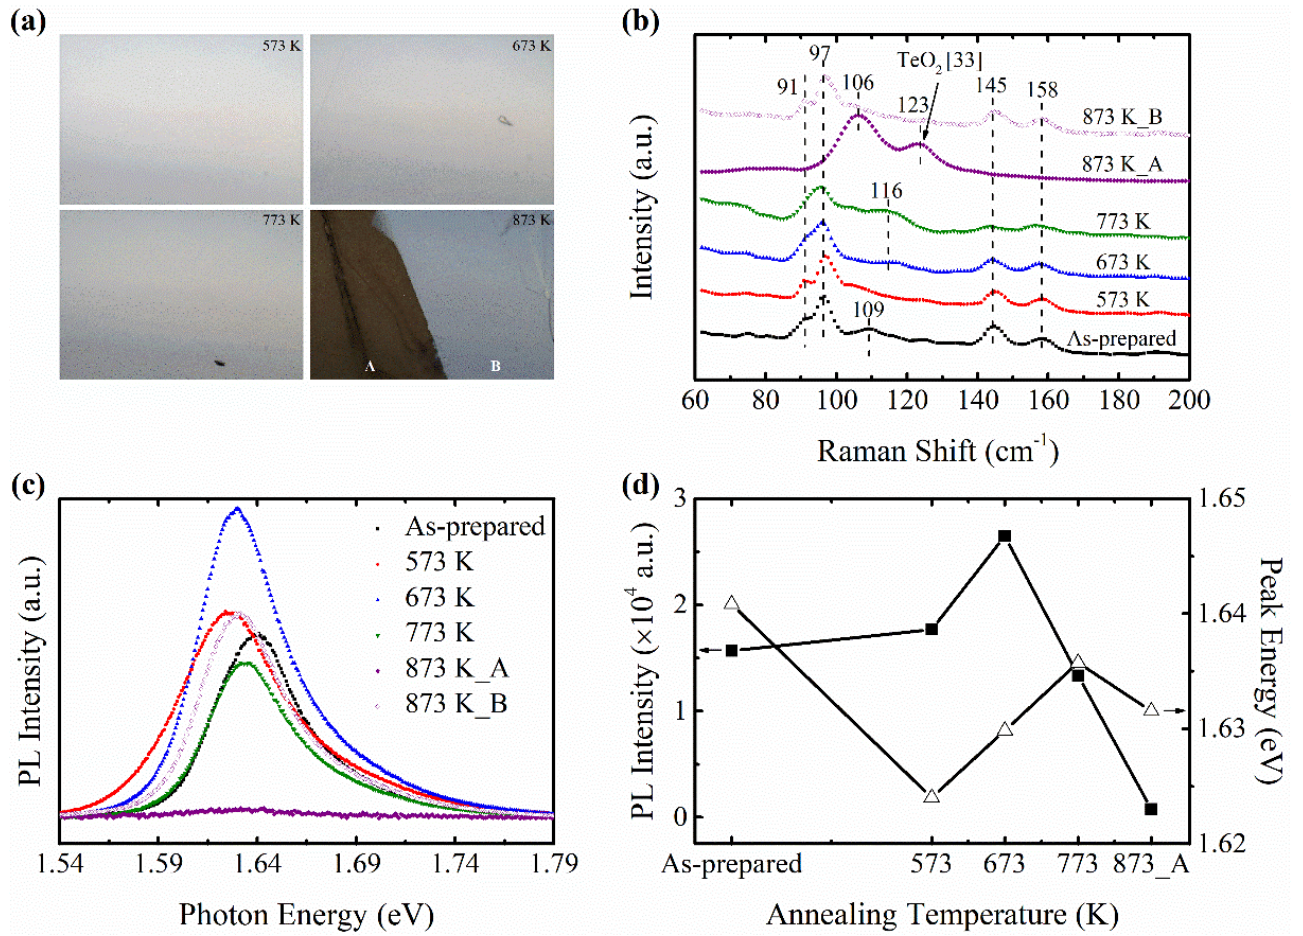 (a)
573 K
673 K
773 K
873 K
A
B
(b)
TeO2 [33]
97
91
106
123
145
158
873 K_B
873 K_A
116
773 K
673 K
573 K
109
As-prepared
Intensity (a.u.)
60 80 100 120 140 160 180 200
Raman Shift (cm-1)
(c)
As-prepared
573 K
673 K
773 K
873 K_A
873 K_B
PL Intensity (a.u.)
1.54 1.59 1.64 1.69 1.74 1.79
Photon Energy (eV)
(d)
3
2
1
0
PL Intensity (×104 a.u.)
1.65
1.64
1.63
1.62
Peak Energy (eV)
As-prepared 573 673 773 873_A
Annealing Temperature (K)